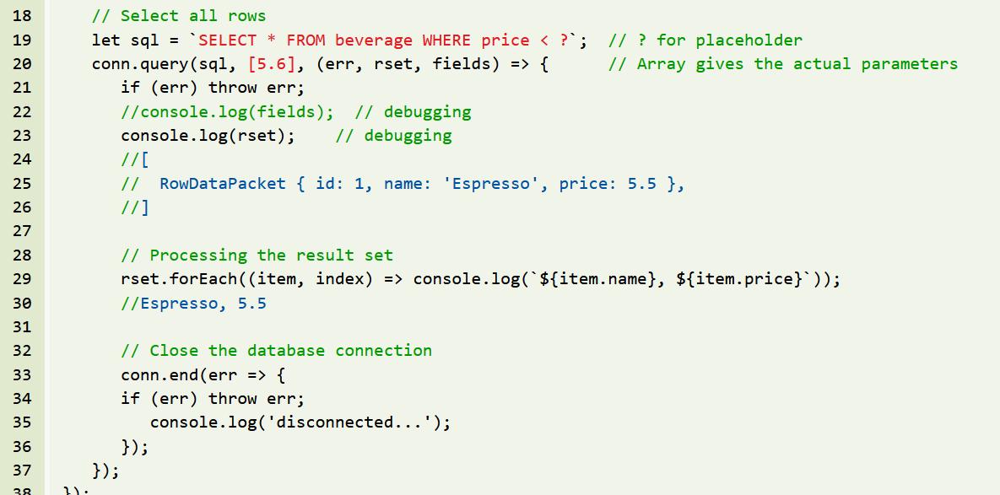 18 // Select all rows
19 let sql = `SELECT * FROM beverage WHERE price < ?`; // ? for placeholder
20 conn.query(sql, [5.6], (err, rset, fields) => { // Array gives the actual parameters
21 if (err) throw err;
22 //console.log(fields); // debugging
23 console.log(rset); // debugging
24 //[
25 // RowDataPacket { id: 1, name: 'Espresso', price: 5.5 },
26 //]
27
28 // Processing the result set
29 rset.forEach((item, index) => console.log(`${item.name}, ${item.price}`));
30 //Espresso, 5.5
31
32 // Close the database connection
33 conn.end(err => {
34 if (err) throw err;
35 console.log('disconnected...');
36 });
37 });
38 });